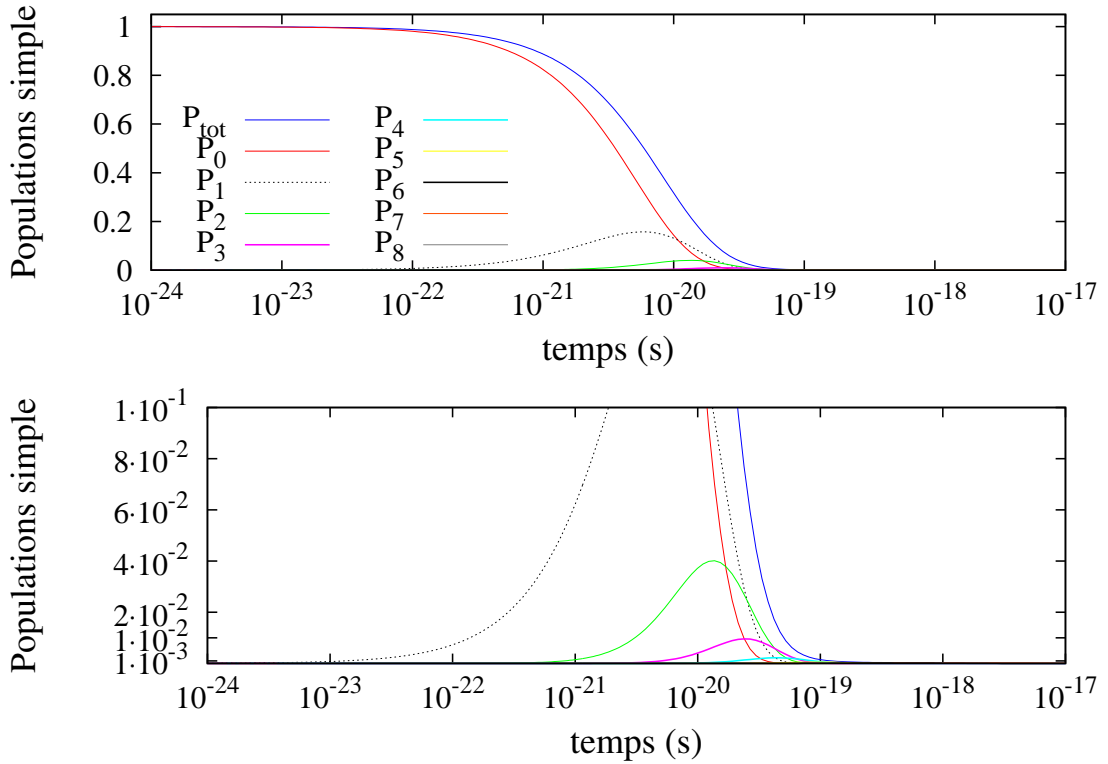 Populations simple
1
0.8
0.6
0.4
0.2
0
P_tot
P_0
P_1
P_2
P_3
P_4
P_5
P_6
P_7
P_8
10^-24 10^-23 10^-22 10^-21 10^-20 10^-19 10^-18 10^-17
temps (s)
Populations simple
1·10^-1
8·10^-2
6·10^-2
4·10^-2
2·10^-2
1·10^-2
1·10^-3
10^-24 10^-23 10^-22 10^-21 10^-20 10^-19 10^-18 10^-17
temps (s)